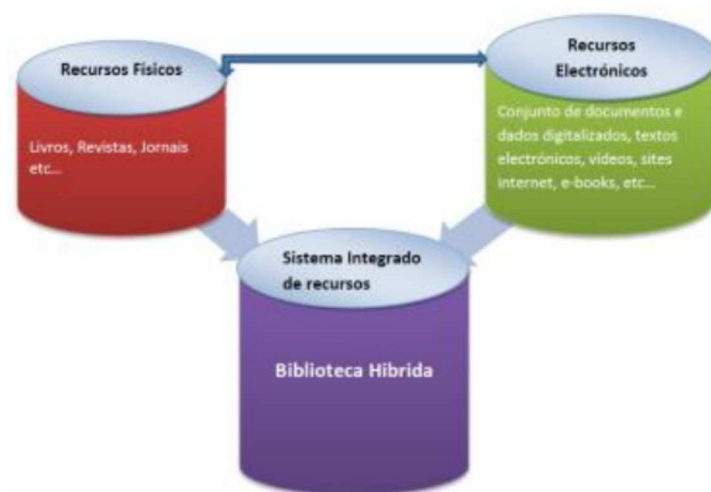 Recursos Físicos
Livros, Revistas, Jornais
etc...
Recursos
Electrónicos
Conjunto de documentos e
dados digitalizados, textos
electrónicos, vídeos, sites
internet, e-books, etc...
Sistema Integrado
de recursos
Biblioteca Hibrida